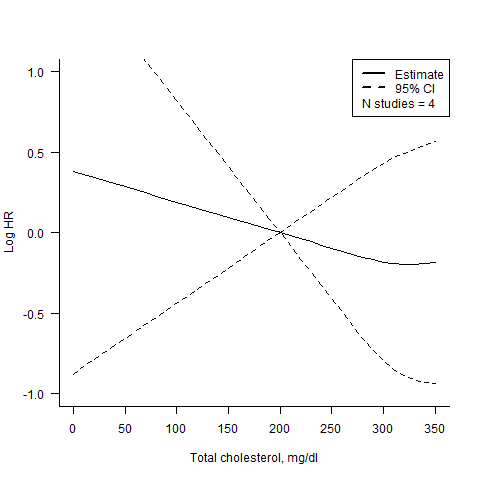 Estimate
95% CI
N studies = 4
1.0
0.5
0.0
-0.5
-1.0
Log HR
0 50 100 150 200 250 300 350
Total cholesterol, mg/dl